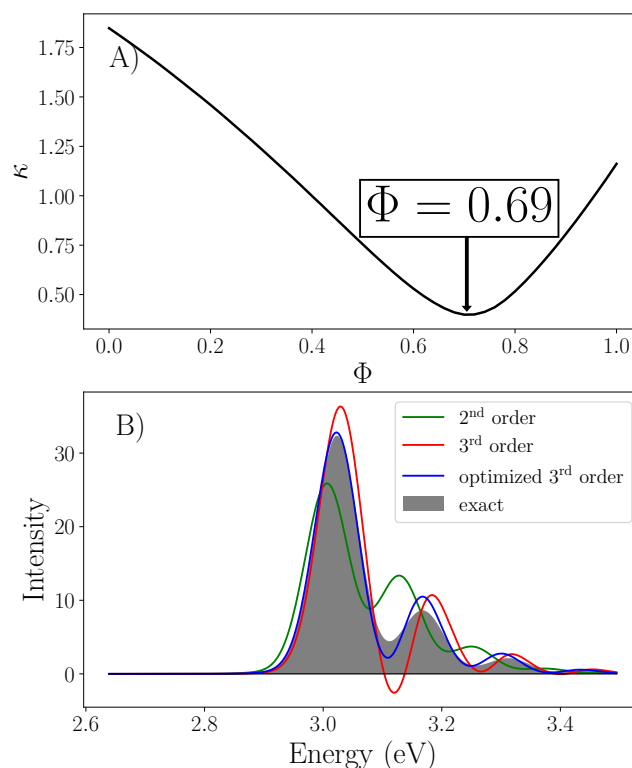 A)
1.75
1.50
1.25
1.00
0.75
0.50
κ
Φ = 0.69
0.0 0.2 0.4 0.6 0.8 1.0
Φ
B)
30
20
10
0
Intensity
2nd order
3rd order
optimized 3rd order
exact
2.6 2.8 3.0 3.2 3.4
Energy (eV)